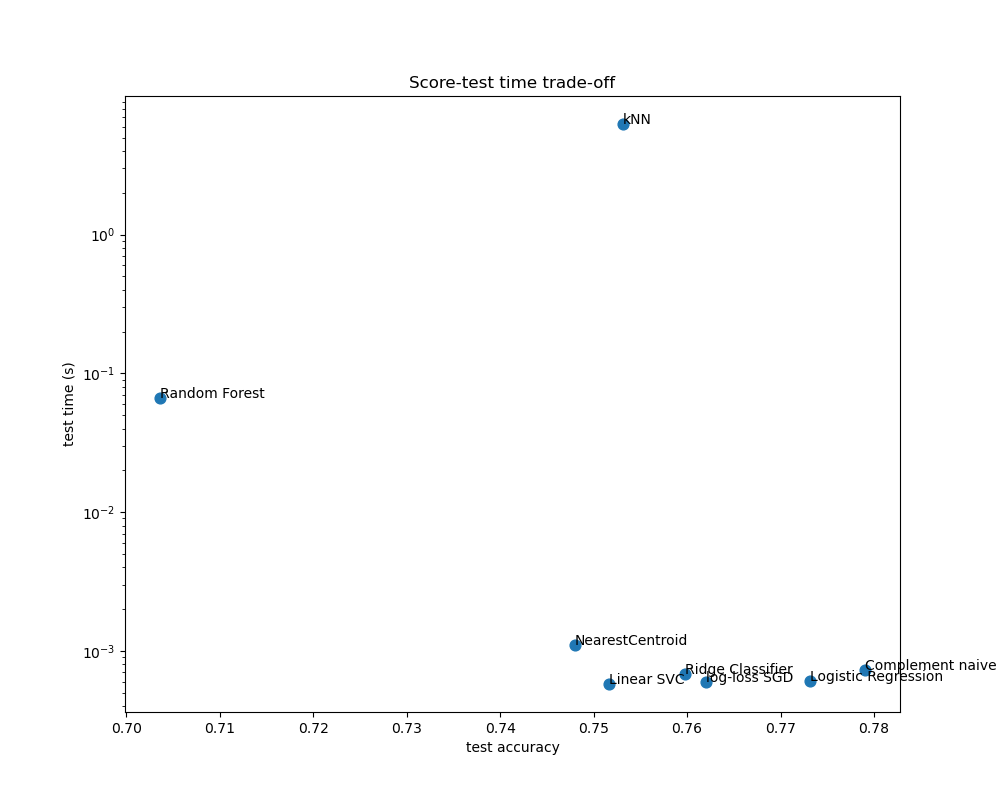 Score-test time trade-off
kNN
10⁰
10⁻¹
Random Forest
test time (s)
10⁻²
10⁻³
NearestCentroid
Complement naive
Ridge Classifier
Logistic Regression
log-loss SGD
Linear SVC
0.70 0.71 0.72 0.73 0.74 0.75 0.76 0.77 0.78
test accuracy